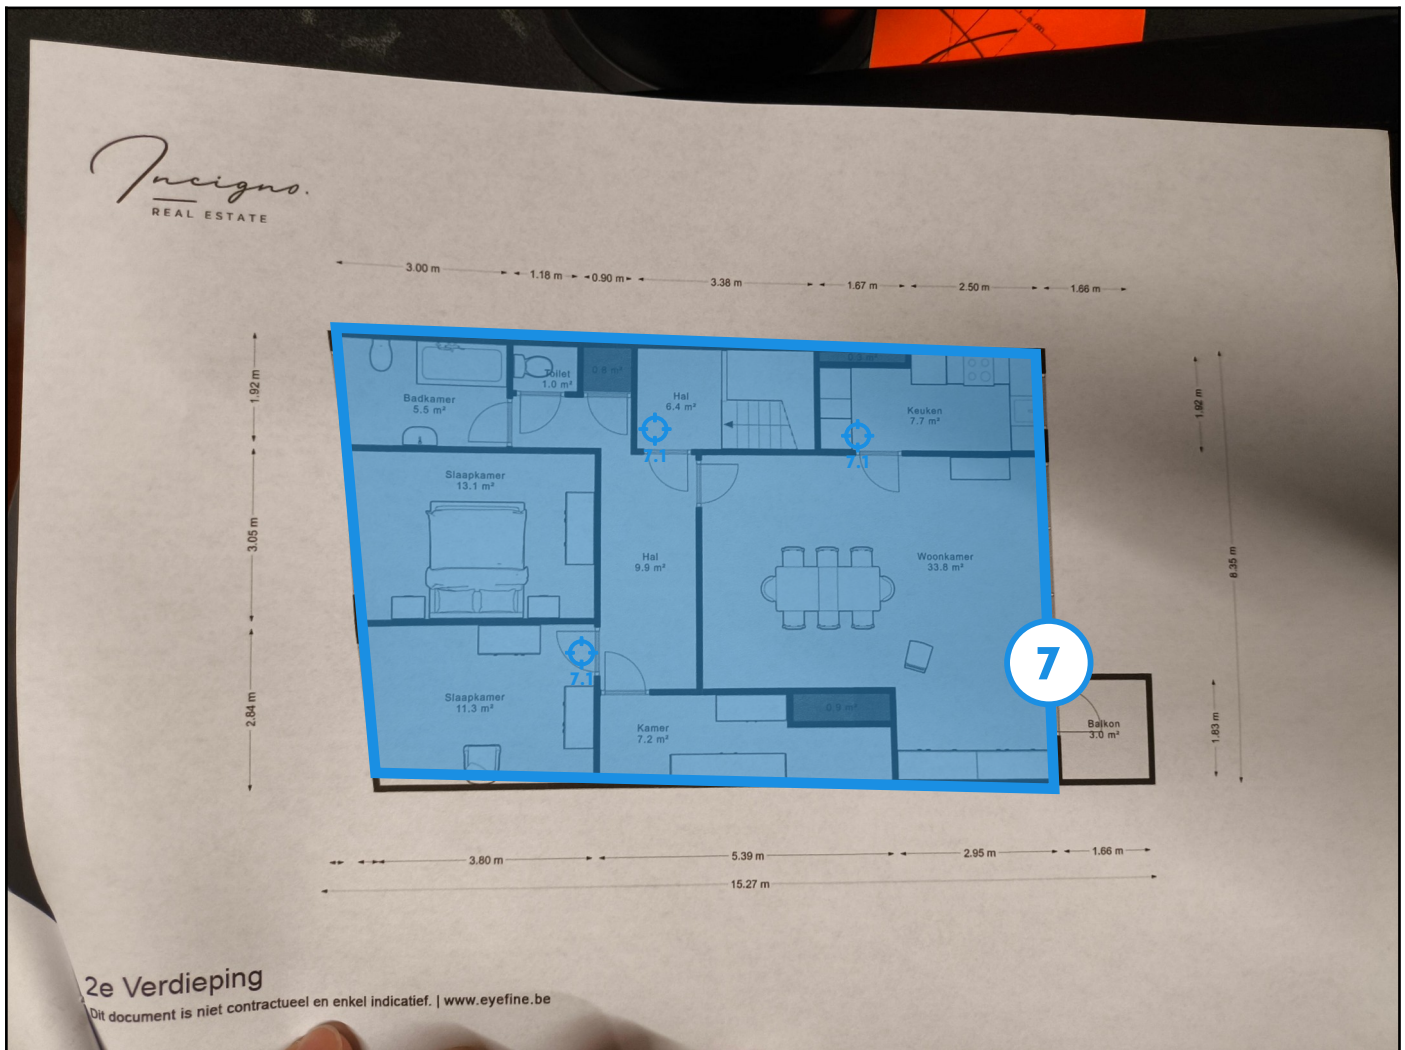 Incigno.
REAL ESTATE
3.00 m
1.18 m
0.90 m
3.38 m
1.67 m
2.50 m
1.66 m
1.92 m
3.05 m
2.84 m
Badkamer
5.5 m²
Toilet
1.0 m²
0.8 m²
Hal
6.4 m²
7.1
0.5 m²
Keuken
7.7 m²
7.1
Slaapkamer
13.1 m²
Hal
9.9 m²
Woonkamer
33.8 m²
7.1
Slaapkamer
11.3 m²
Kamer
7.2 m²
0.9 m²
7
Balkon
3.0 m²
1.92 m
8.35 m
1.83 m
3.80 m
5.39 m
2.95 m
1.66 m
15.27 m
2e Verdieping
Dit document is niet contractueel en enkel indicatief. | www.eyefine.be